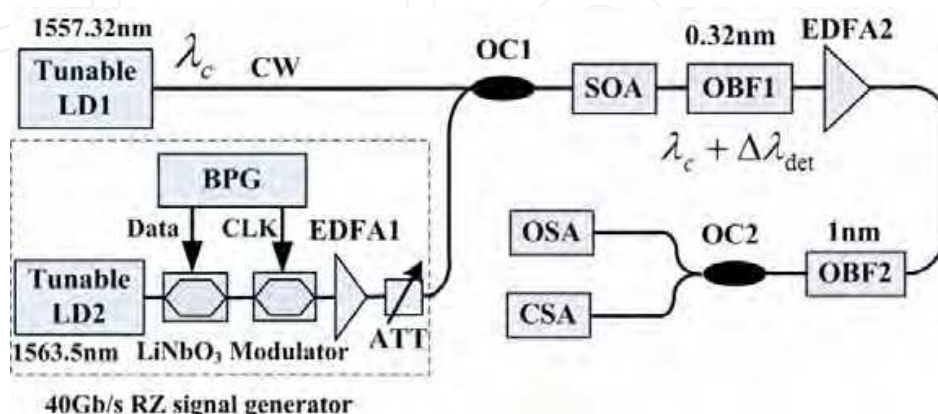 1557.32nm
Tunable
LD1
λc
CW
OC1
SOA
0.32nm
OBF1
EDFA2
λc + Δλdet
BPG
Data
CLK
EDFA1
Tunable
LD2
1563.5nm
LiNbO₃ Modulator
ATT
40Gb/s RZ signal generator
OSA
CSA
OC2
1nm
OBF2